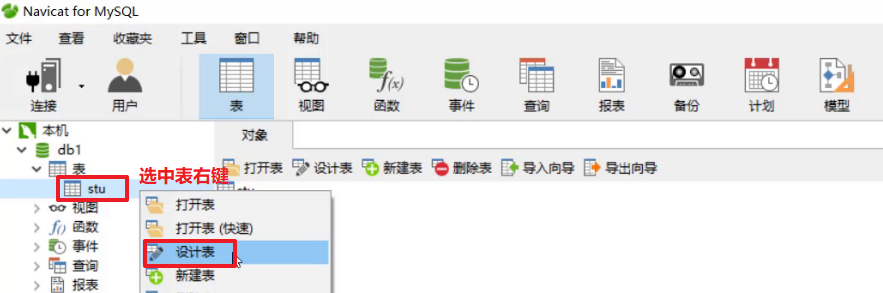 Navicat for MySQL
文件 查看 收藏夹 工具 窗口 帮助
连接 用户 表 视图 f(x) 函数 事件 查询 报表 备份 计划 模型
本机
对象
db1
表
选中表右键
打开表 设计表 新建表 删除表 导入向导 导出向导
stu
视图
打开表
f() 函数
打开表 (快速)
事件
设计表
查询
新建表
报表